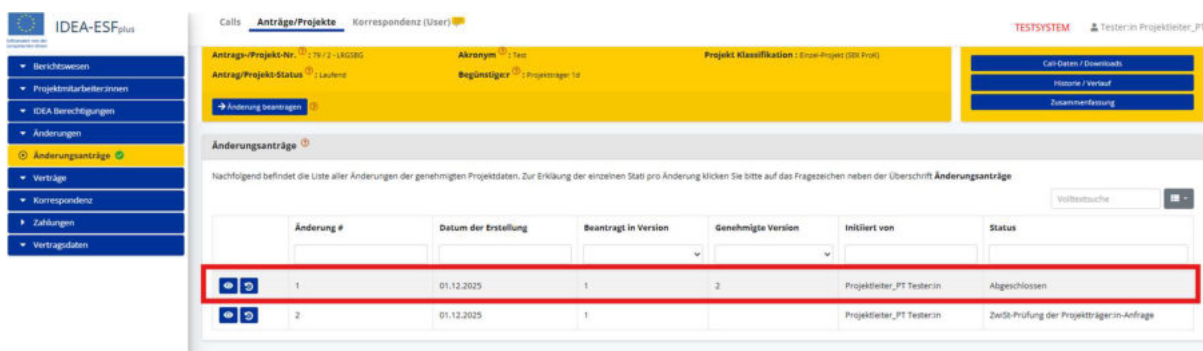 IDEA-ESFplus
Calls Anträge/Projekte Korrespondenz (User)
TESTSYSTEM Tester:in Projektleiter_PT
Berichtswesen
Projektmitarbeiter:innen
IDEA Berechtigungen
Änderungen
Änderungsanträge
Verträge
Korrespondenz
Zahlungen
Vertragsdaten
Antrags-/Projekt-Nr. : 79 / 2 - LRGSBG Akronym : Test Projekt Klassifikation : Einzel-Projekt (SEK ProK)
Antrag/Projekt-Status : Laufend Begünstige:r : Projektträger 1d
Änderung beantragen
Call-Daten / Downloads
Historie / Verlauf
Zusammenfassung
Änderungsanträge
Nachfolgend befindet die Liste aller Änderungen der genehmigten Projektdaten. Zur Erklärung der einzelnen Stati pro Änderung klicken Sie bitte auf das Fragezeichen neben der Überschrift Änderungsanträge
Volltextsuche
Änderung # Datum der Erstellung Beantragt in Version Genehmigte Version Initiiert von Status
1 01.12.2025 1 2 Projektleiter_PT Tester:in Abgeschlossen
2 01.12.2025 1 Projektleiter_PT Tester:in ZwiSt-Prüfung der Projektträger:in-Anfrage